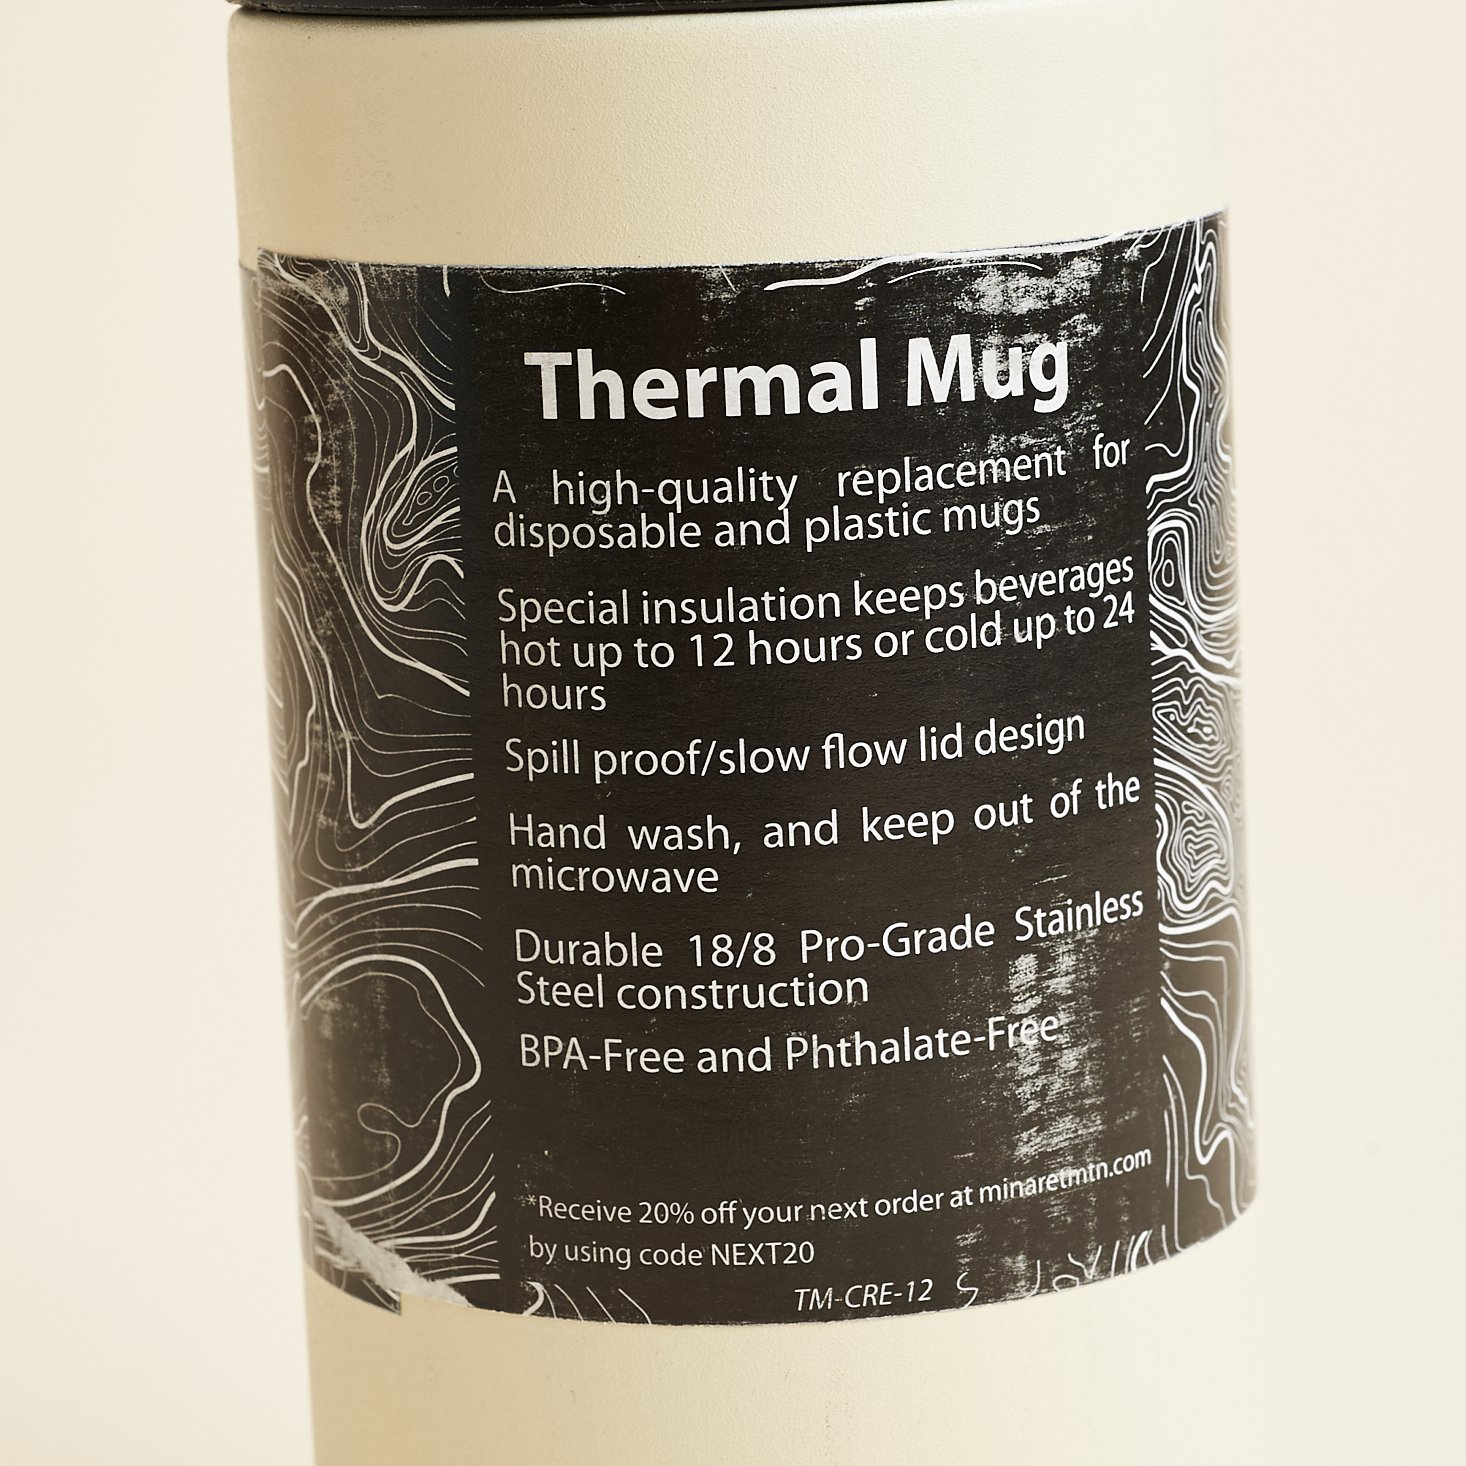 Thermal Mug
A high-quality replacement for
disposable and plastic mugs
Special insulation keeps beverages
hot up to 12 hours or cold up to 24
hours
Spill proof/slow flow lid design
Hand wash, and keep out of the
microwave
Durable 18/8 Pro-Grade Stainless
Steel construction
BPA-Free and Phthalate-Free
*Receive 20% off your next order at minaretmtn.com
by using code NEXT20
TM-CRE-12